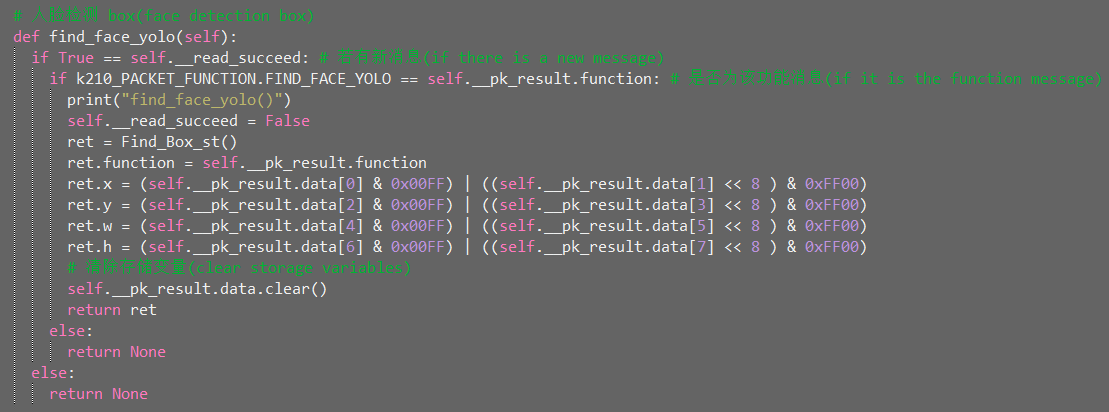 # 人脸检测 box(face detection box)
def find_face_yolo(self):
if True == self.__read_succeed: # 若有新消息(if there is a new message)
if k210_PACKET_FUNCTION.FIND_FACE_YOLO == self.__pk_result.function: # 是否为该功能消息(if it is the function message)
print("find_face_yolo()")
self.__read_succeed = False
ret = Find_Box_st()
ret.function = self.__pk_result.function
ret.x = (self.__pk_result.data[0] & 0x00FF) | ((self.__pk_result.data[1] << 8 ) & 0xFF00)
ret.y = (self.__pk_result.data[2] & 0x00FF) | ((self.__pk_result.data[3] << 8 ) & 0xFF00)
ret.w = (self.__pk_result.data[4] & 0x00FF) | ((self.__pk_result.data[5] << 8 ) & 0xFF00)
ret.h = (self.__pk_result.data[6] & 0x00FF) | ((self.__pk_result.data[7] << 8 ) & 0xFF00)
# 清除存储变量(clear storage variables)
self.__pk_result.data.clear()
return ret
else:
return None
else:
return None